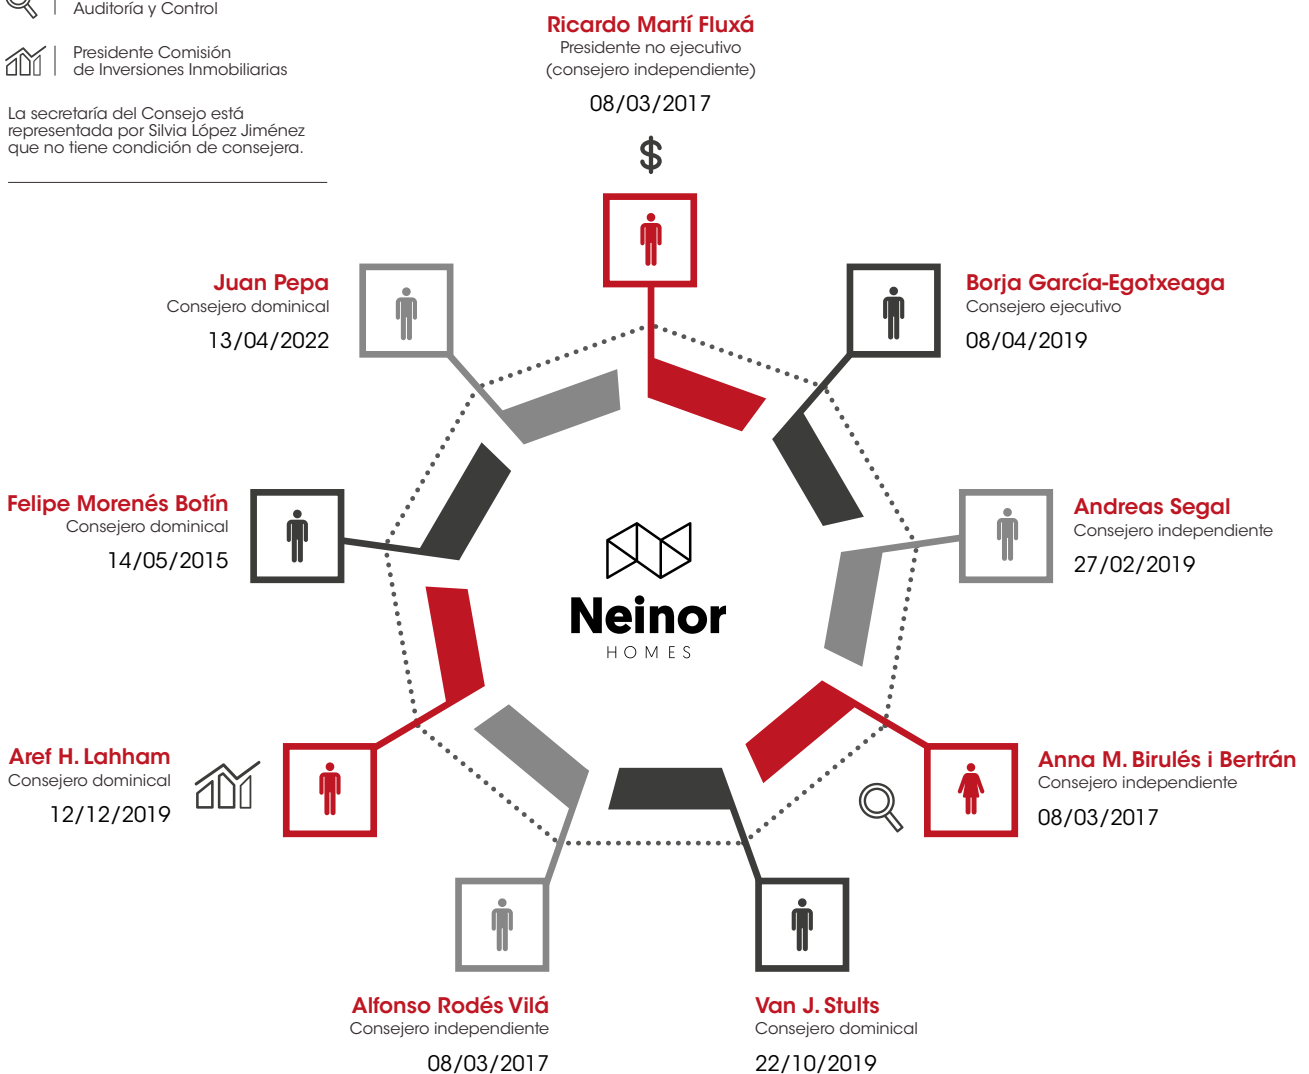 Auditoría y Control
Presidente Comisión
de Inversiones Inmobiliarias
La secretaría del Consejo está
representada por Silvia López Jiménez
que no tiene condición de consejera.
Ricardo Martí Fluxá
Presidente no ejecutivo
(consejero independiente)
08/03/2017
$
Juan Pepa
Consejero dominical
13/04/2022
Borja García-Egotxeaga
Consejero ejecutivo
08/04/2019
Felipe Morenés Botín
Consejero dominical
14/05/2015
Andreas Segal
Consejero independiente
27/02/2019
Neinor
HOMES
Aref H. Lahham
Consejero dominical
12/12/2019
Anna M. Birulés i Bertrán
Consejero independiente
08/03/2017
Alfonso Rodés Vilá
Consejero independiente
08/03/2017
Van J. Stults
Consejero dominical
22/10/2019